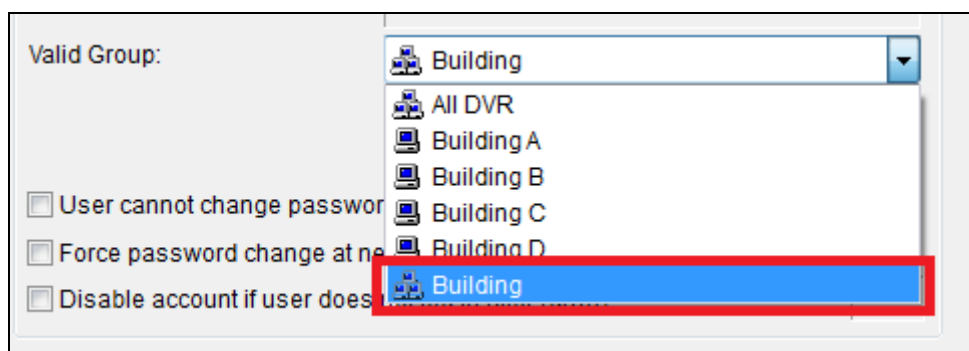 Valid Group:
Building
All DVR
Building A
Building B
Building C
User cannot change passwor
Building D
Force password change at ne
Building
Disable account if user does